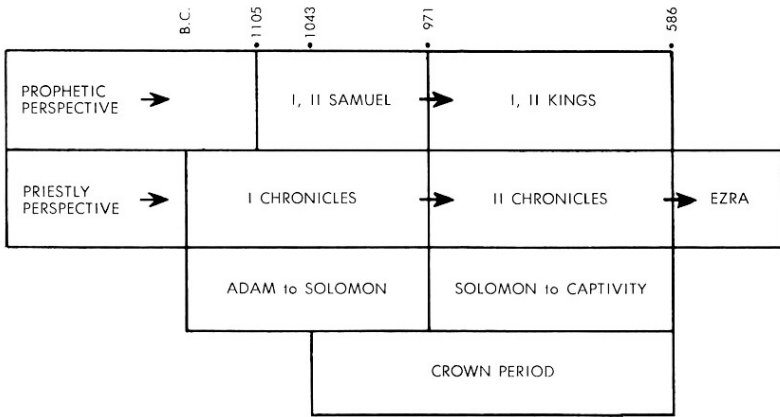 B.C.
1105
1043
971
586
PROPHETIC
PERSPECTIVE
I, II SAMUEL
I, II KINGS
PRIESTLY
PERSPECTIVE
I CHRONICLES
II CHRONICLES
EZRA
ADAM to SOLOMON
SOLOMON to CAPTIVITY
CROWN PERIOD